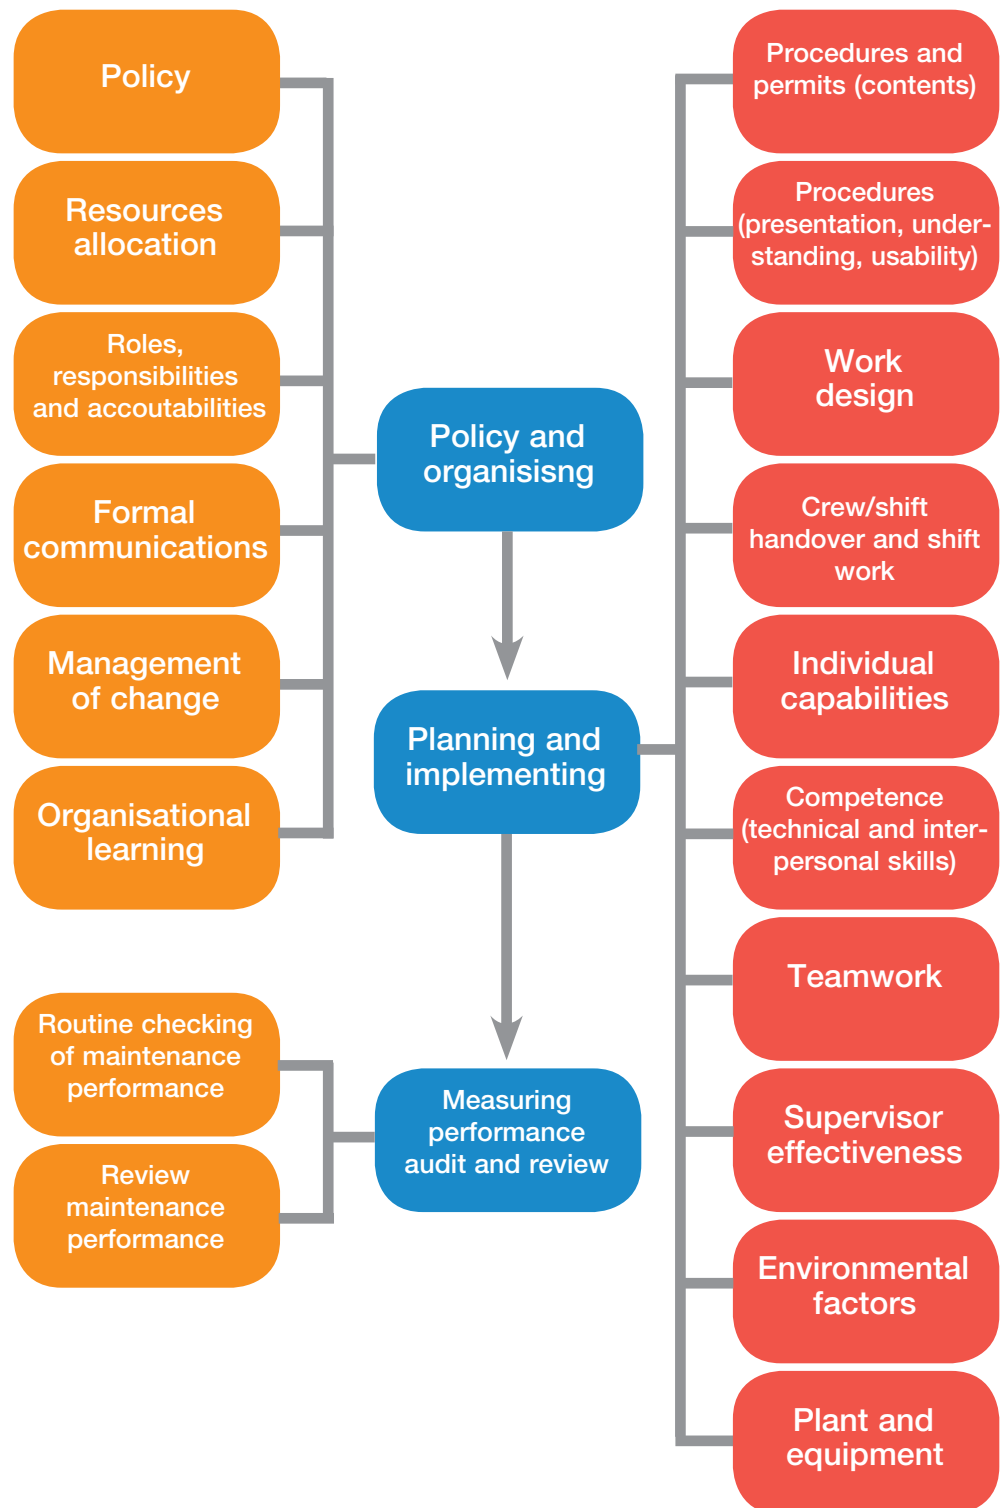 Policy
Resources
allocation
Roles,
responsibilities
and accoutabilities
Formal
communications
Management
of change
Organisational
learning
Routine checking
of maintenance
performance
Review
maintenance
performance
Policy and
organisisng
Planning and
implementing
Measuring
performance
audit and review
Procedures and
permits (contents)
Procedures
(presentation, under-
standing, usability)
Work
design
Crew/shift
handover and shift
work
Individual
capabilities
Competence
(technical and inter-
personal skills)
Teamwork
Supervisor
effectiveness
Environmental
factors
Plant and
equipment